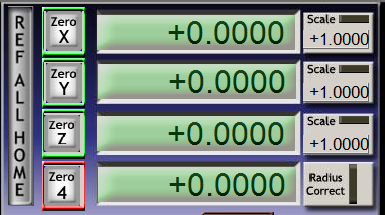 REF ALL HOME
Zero
X
+0.0000
Scale
+1.0000
Zero
Y
+0.0000
Scale
+1.0000
Zero
Z
+0.0000
Scale
+1.0000
Zero
4
+0.0000
Radius
Correct